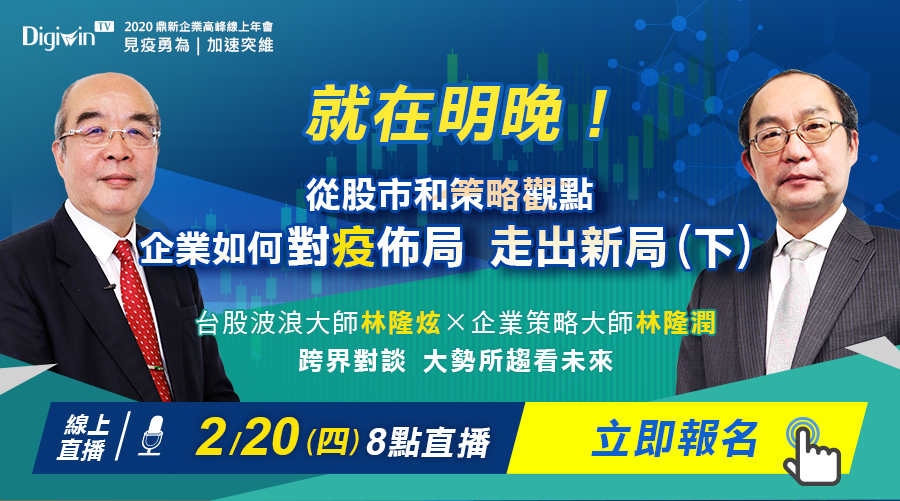 Digiwin TV
2020 鼎新企業高峰線上年會
見疫勇為 | 加速突維
就在明晚！
從股市和策略觀點
企業如何對疫佈局 走出新局(下)
台股波浪大師林隆炫×企業策略大師林隆潤
跨界對談 大勢所趨看未來
線上
直播
2/20(四)8點直播
立即報名